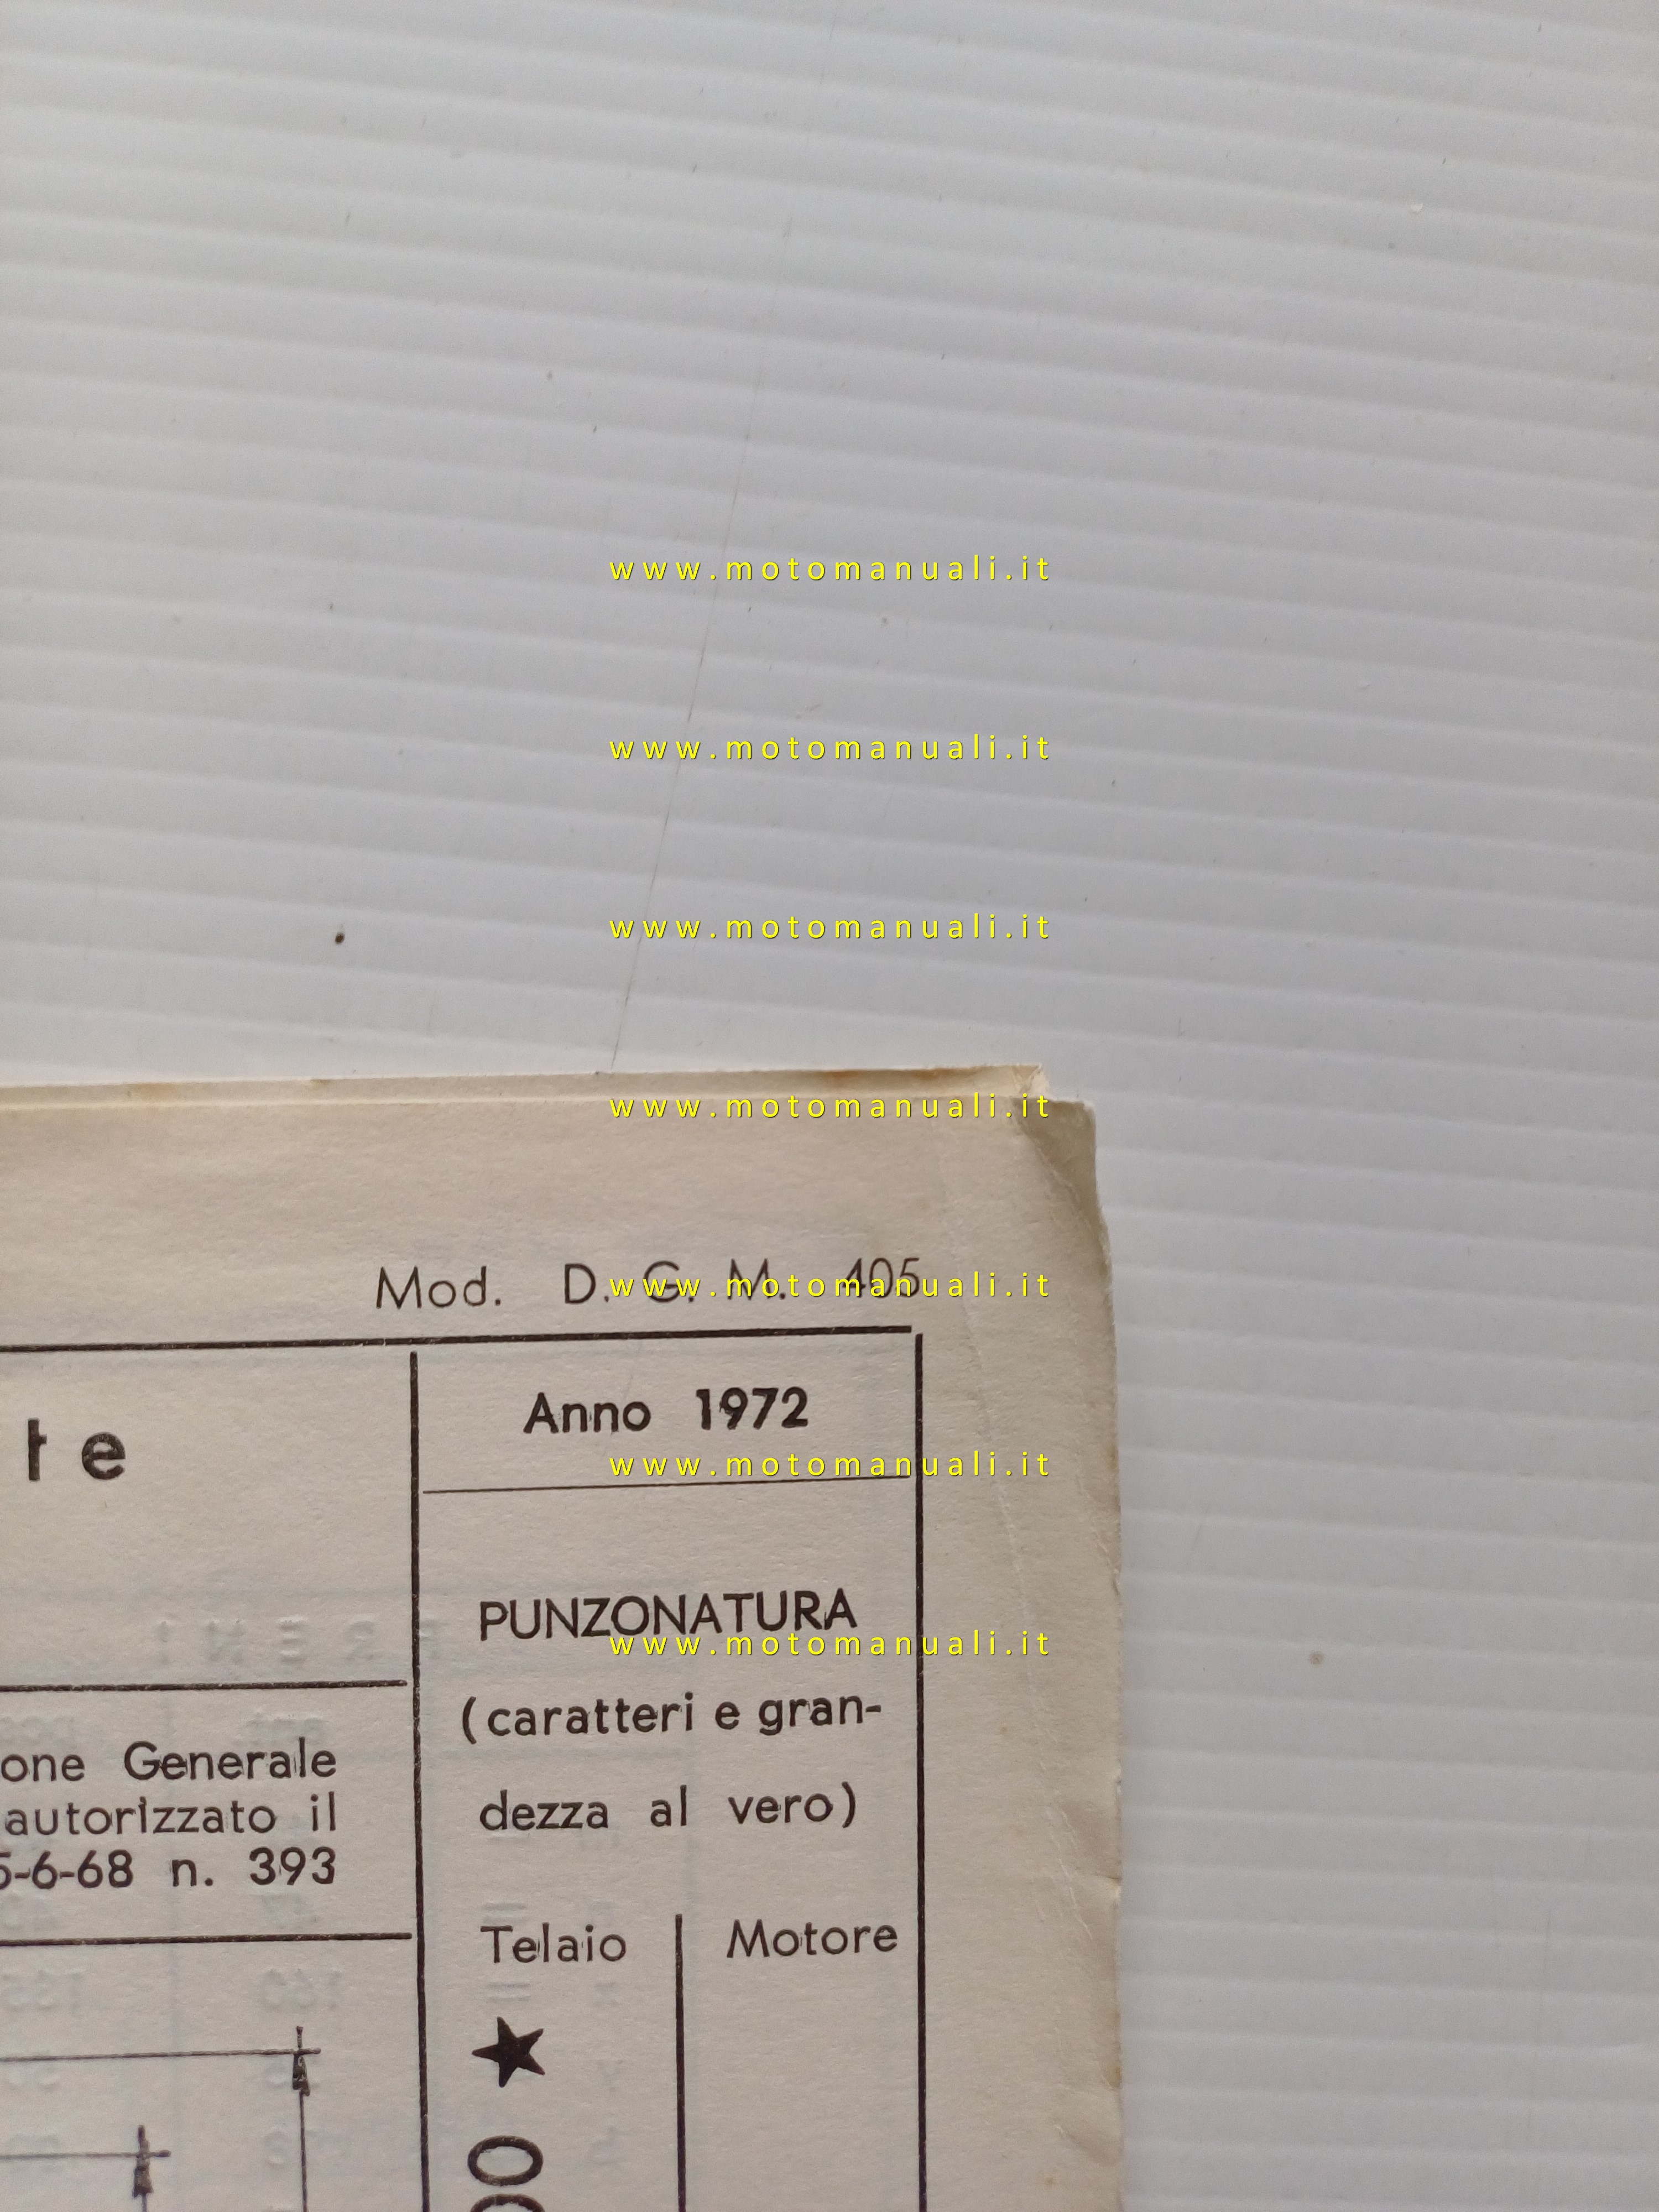 www.motomanuali.it
www.motomanuali.it
www.motomanuali.it
www.motomanuali.it
Mod. D. G. M. 405
www.motomanuali.it
Anno 1972
te
www.motomanuali.it
PUNZONATURA
www.motomanuali.it
(caratteri e gran-
dezza al vero)
one Generale
autorizzato il
5-6-68 n. 393
Telaio Motore
★
00